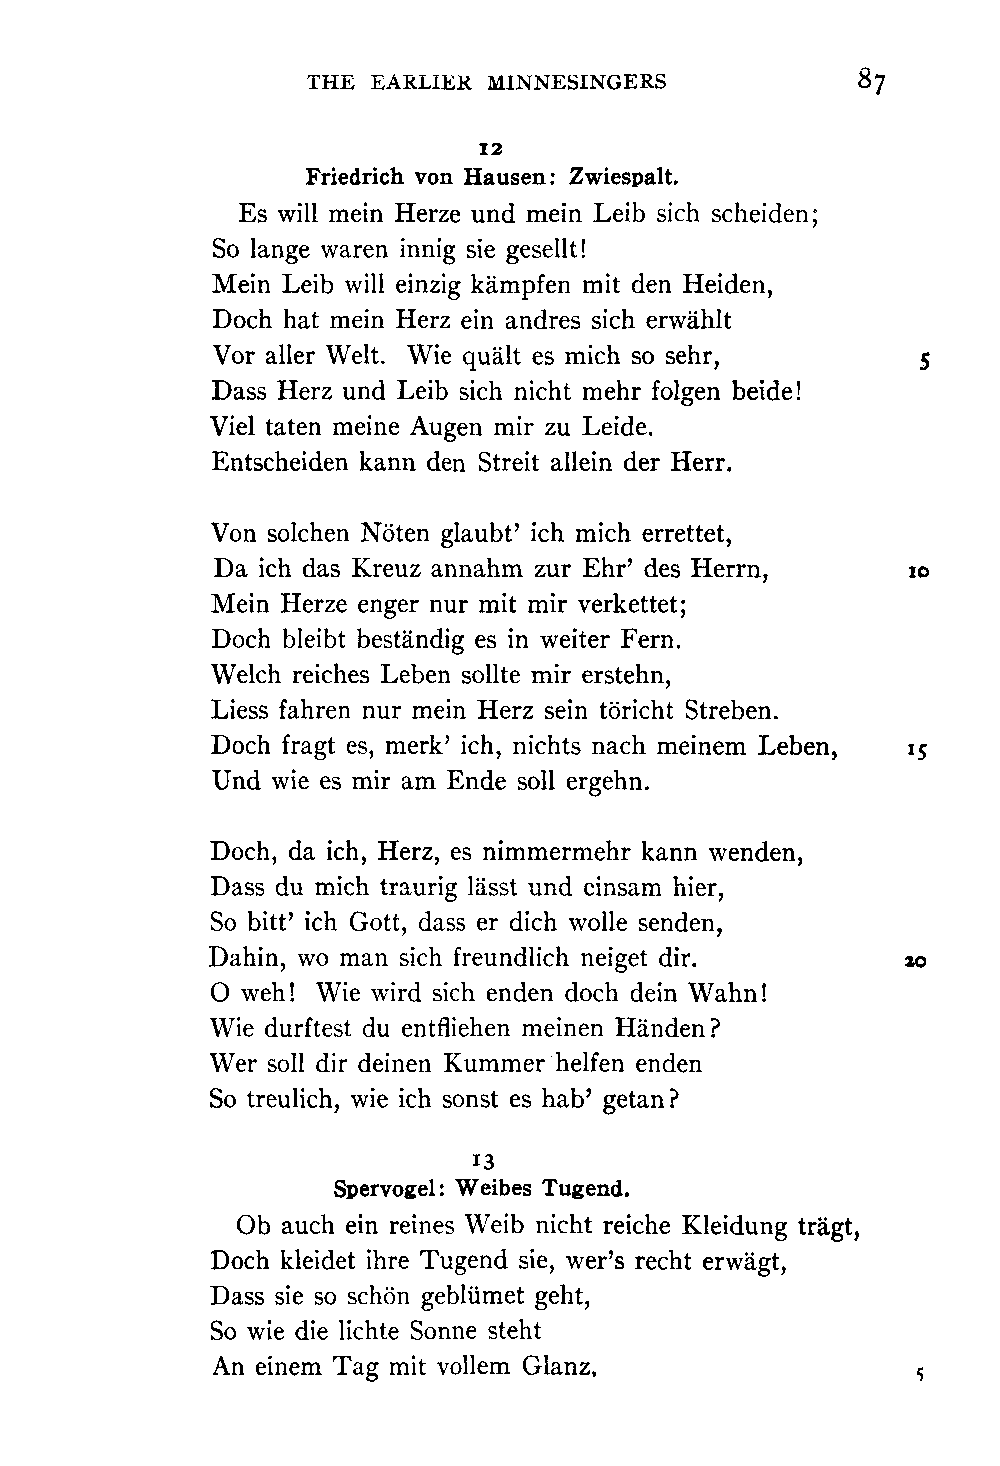 THE EARLIER MINNESINGERS 87
12
Friedrich von Hausen: Zwiespalt.
Es will mein Herze und mein Leib sich scheiden;
So lange waren innig sie gesellt!
Mein Leib will einzig kämpfen mit den Heiden,
Doch hat mein Herz ein andres sich erwählt
Vor aller Welt. Wie quält es mich so sehr, 5
Dass Herz und Leib sich nicht mehr folgen beide!
Viel taten meine Augen mir zu Leide.
Entscheiden kann den Streit allein der Herr.
Von solchen Nöten glaubt' ich mich errettet,
Da ich das Kreuz annahm zur Ehr' des Herrn, 10
Mein Herze enger nur mit mir verkettet;
Doch bleibt beständig es in weiter Fern.
Welch reiches Leben sollte mir erstehn,
Liess fahren nur mein Herz sein töricht Streben.
Doch fragt es, merk' ich, nichts nach meinem Leben, 15
Und wie es mir am Ende soll ergehn.
Doch, da ich, Herz, es nimmermehr kann wenden,
Dass du mich traurig lässt und einsam hier,
So bitt' ich Gott, dass er dich wolle senden,
Dahin, wo man sich freundlich neiget dir. 20
O weh! Wie wird sich enden doch dein Wahn!
Wie durftest du entfliehen meinen Händen?
Wer soll dir deinen Kummer helfen enden
So treulich, wie ich sonst es hab' getan?
13
Spervogel: Weibes Tugend.
Ob auch ein reines Weib nicht reiche Kleidung trägt,
Doch kleidet ihre Tugend sie, wer's recht erwägt,
Dass sie so schön geblümet geht,
So wie die lichte Sonne steht
An einem Tag mit vollem Glanz, 5